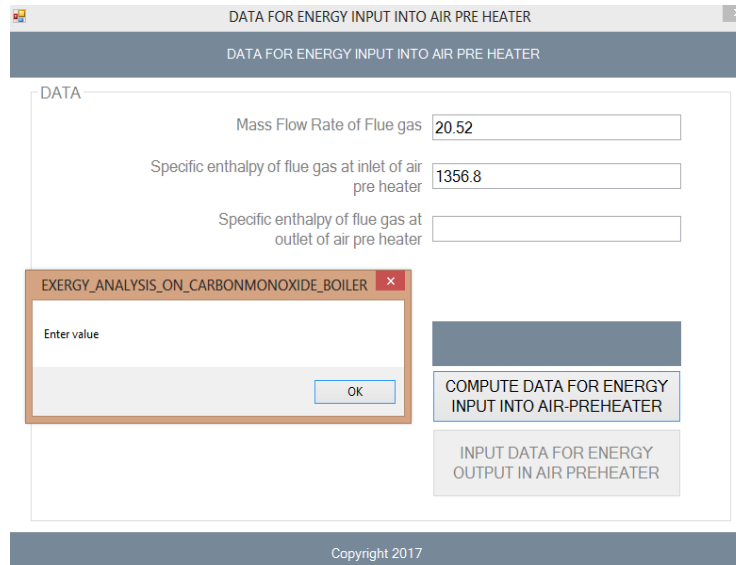 DATA FOR ENERGY INPUT INTO AIR PRE HEATER
DATA FOR ENERGY INPUT INTO AIR PRE HEATER
DATA
Mass Flow Rate of Flue gas 20.52
Specific enthalpy of flue gas at inlet of air
pre heater 1356.8
Specific enthalpy of flue gas at
outlet of air pre heater
EXERGY_ANALYSIS_ON_CARBONMONOXIDE_BOILER
Enter value
OK
COMPUTE DATA FOR ENERGY
INPUT INTO AIR-PREHEATER
INPUT DATA FOR ENERGY
OUTPUT IN AIR PREHEATER
Copyright 2017